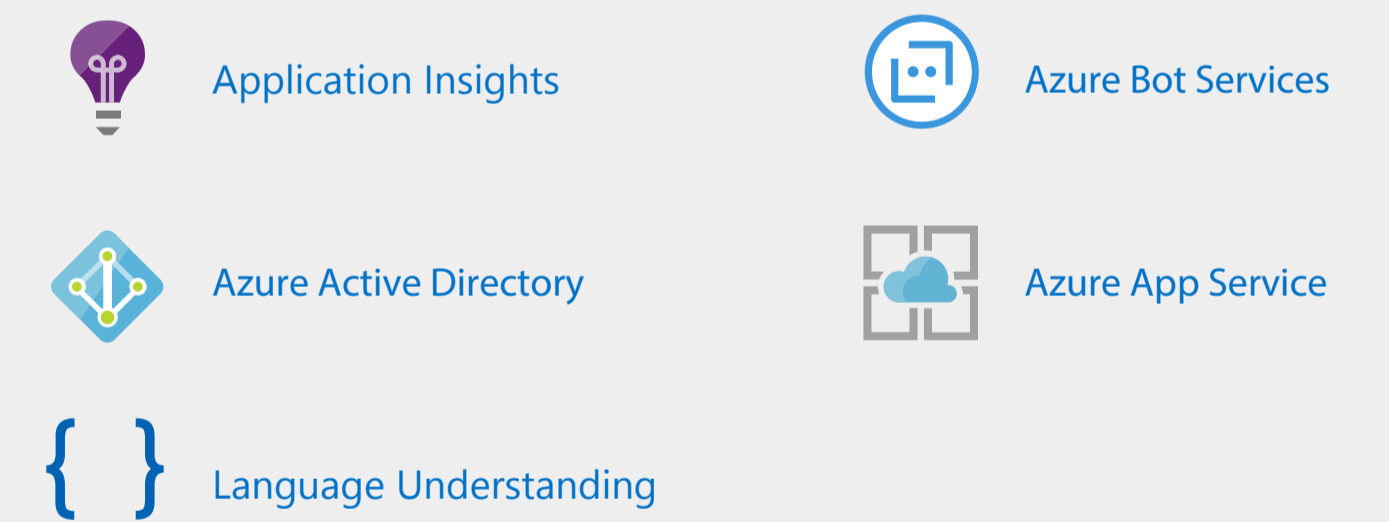 Application Insights
Azure Bot Services
Azure Active Directory
Azure App Service
Language Understanding